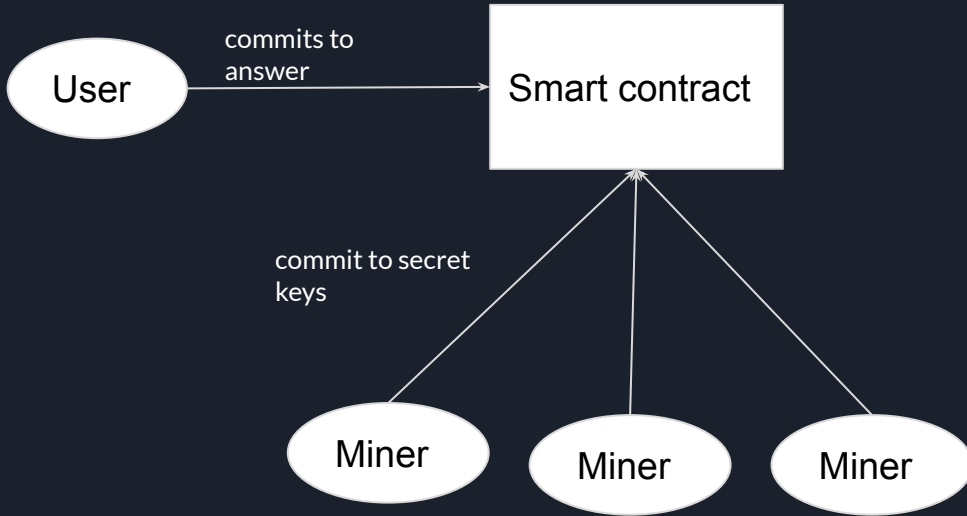 commits to
answer
User
Smart contract
commit to secret
keys
Miner
Miner
Miner